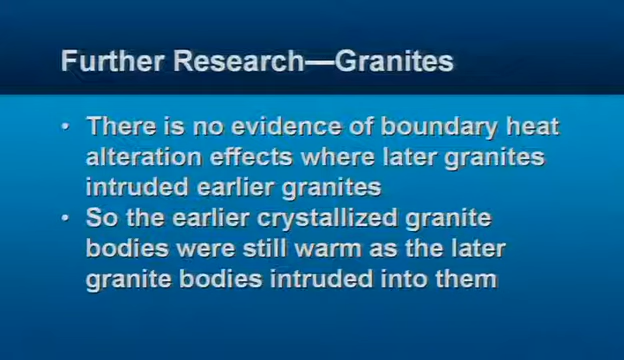 Further Research—Granites
• There is no evidence of boundary heat
alteration effects where later granites
intruded earlier granites
• So the earlier crystallized granite
bodies were still warm as the later
granite bodies intruded into them